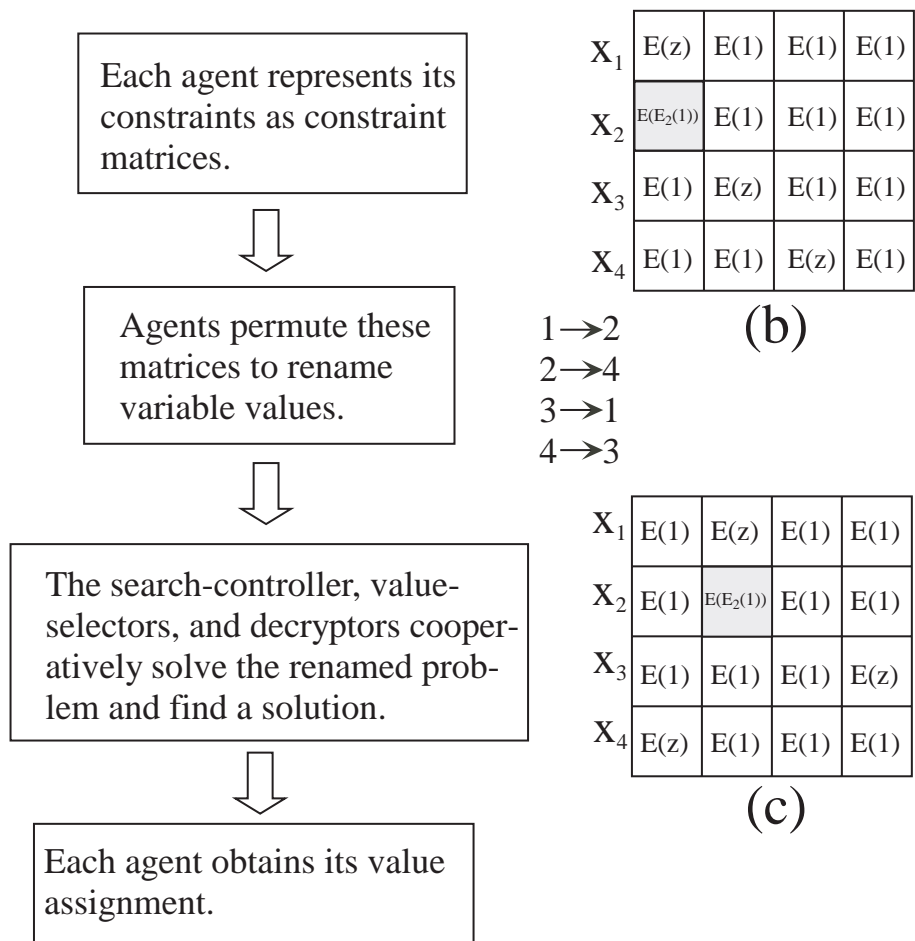 Each agent represents its
constraints as constraint
matrices.
Agents permute these
matrices to rename
variable values.
The search-controller, value-
selectors, and decryptors cooper-
atively solve the renamed prob-
lem and find a solution.
Each agent obtains its value
assignment.
X₁ E(z) E(1) E(1) E(1)
X₂ E(E₂(1)) E(1) E(1) E(1)
X₃ E(1) E(z) E(1) E(1)
X₄ E(1) E(1) E(z) E(1)
(b)
1→2
2→4
3→1
4→3
X₁ E(1) E(z) E(1) E(1)
X₂ E(1) E(E₂(1)) E(1) E(1)
X₃ E(1) E(1) E(1) E(z)
X₄ E(z) E(1) E(1) E(1)
(c)